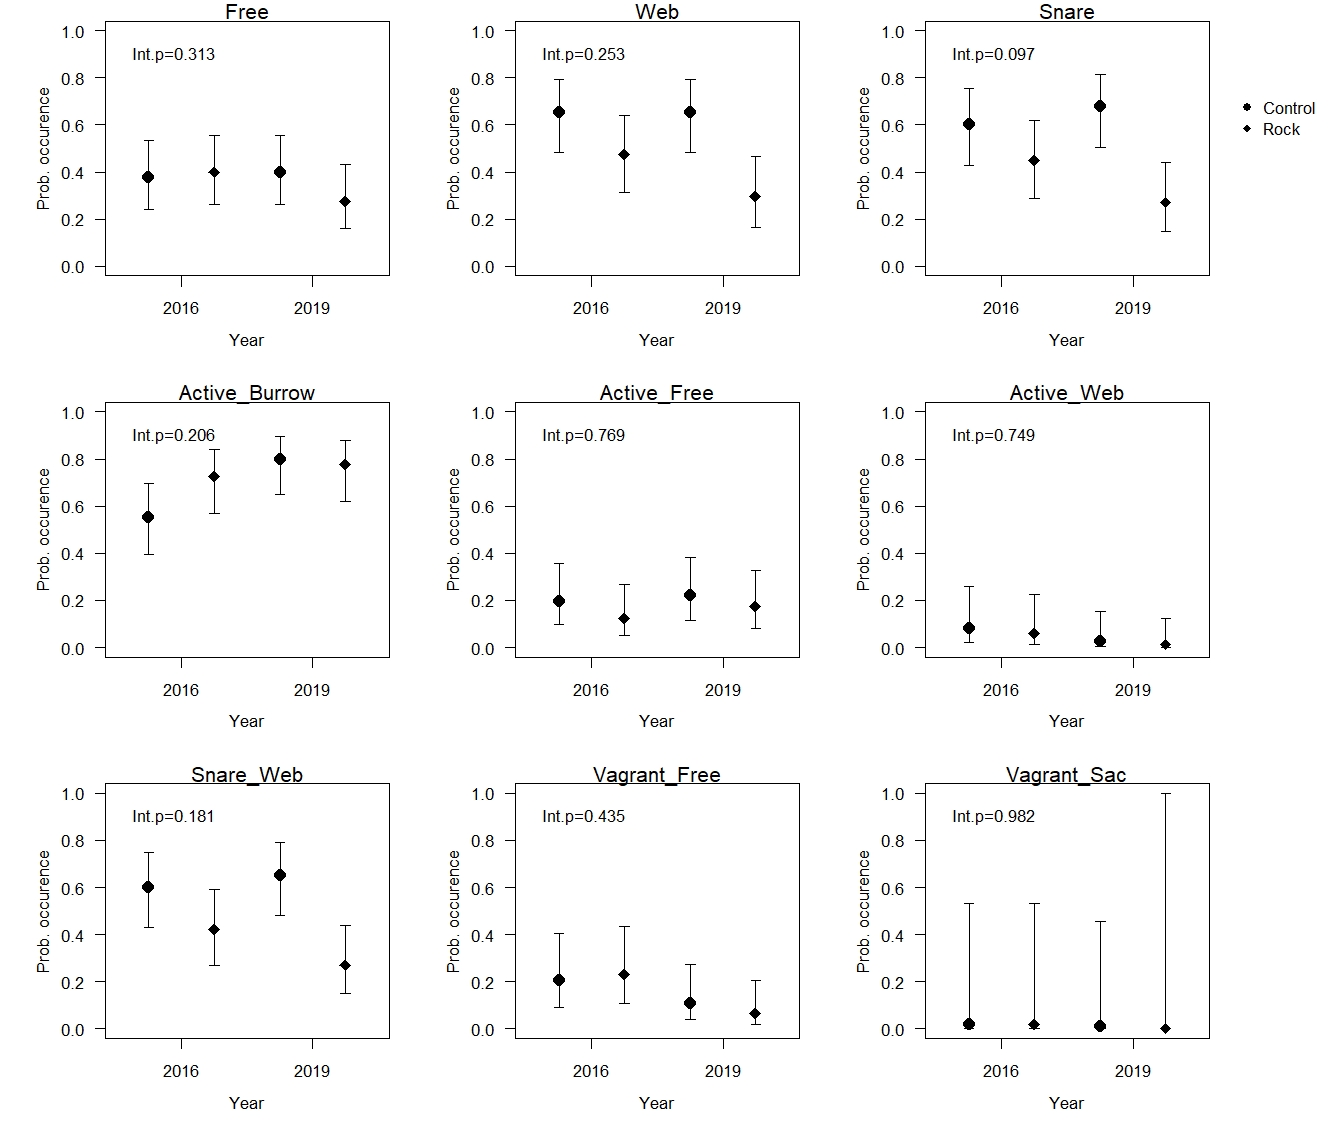 Free
Web
Snare
Int.p=0.313
Int.p=0.253
Int.p=0.097
Control
Rock
Prob. occurence
1.0
0.8
0.6
0.4
0.2
0.0
2016
2019
Year
Prob. occurence
1.0
0.8
0.6
0.4
0.2
0.0
2016
2019
Year
Prob. occurence
1.0
0.8
0.6
0.4
0.2
0.0
2016
2019
Year
Active_Burrow
Active_Free
Active_Web
Int.p=0.206
Int.p=0.769
Int.p=0.749
Prob. occurence
1.0
0.8
0.6
0.4
0.2
0.0
2016
2019
Year
Prob. occurence
1.0
0.8
0.6
0.4
0.2
0.0
2016
2019
Year
Prob. occurence
1.0
0.8
0.6
0.4
0.2
0.0
2016
2019
Year
Snare_Web
Vagrant_Free
Vagrant_Sac
Int.p=0.181
Int.p=0.435
Int.p=0.982
Prob. occurence
1.0
0.8
0.6
0.4
0.2
0.0
2016
2019
Year
Prob. occurence
1.0
0.8
0.6
0.4
0.2
0.0
2016
2019
Year
Prob. occurence
1.0
0.8
0.6
0.4
0.2
0.0
2016
2019
Year